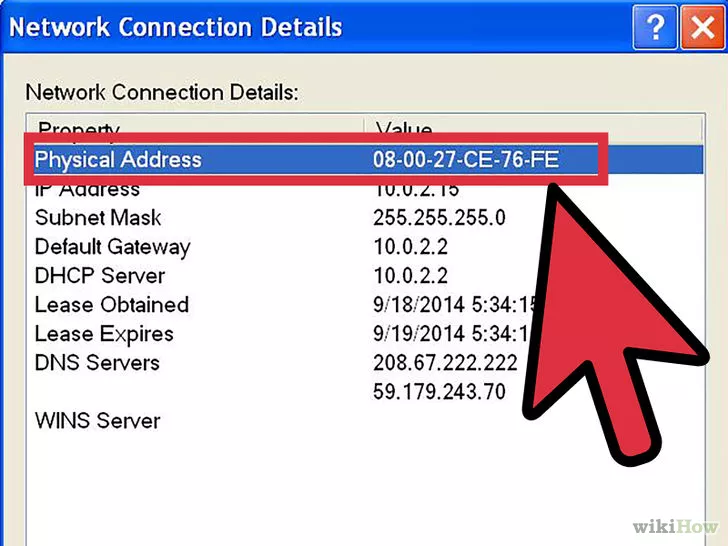 Network Connection Details
?
Network Connection Details:
Property Value
Physical Address 08-00-27-CE-76-FE
IP Address 10.0.2.15
Subnet Mask 255.255.255.0
Default Gateway 10.0.2.2
DHCP Server 10.0.2.2
Lease Obtained 9/18/2014 5:34:15
Lease Expires 9/19/2014 5:34:1
DNS Servers 208.67.222.222
59.179.243.70
WINS Server
wikiHow